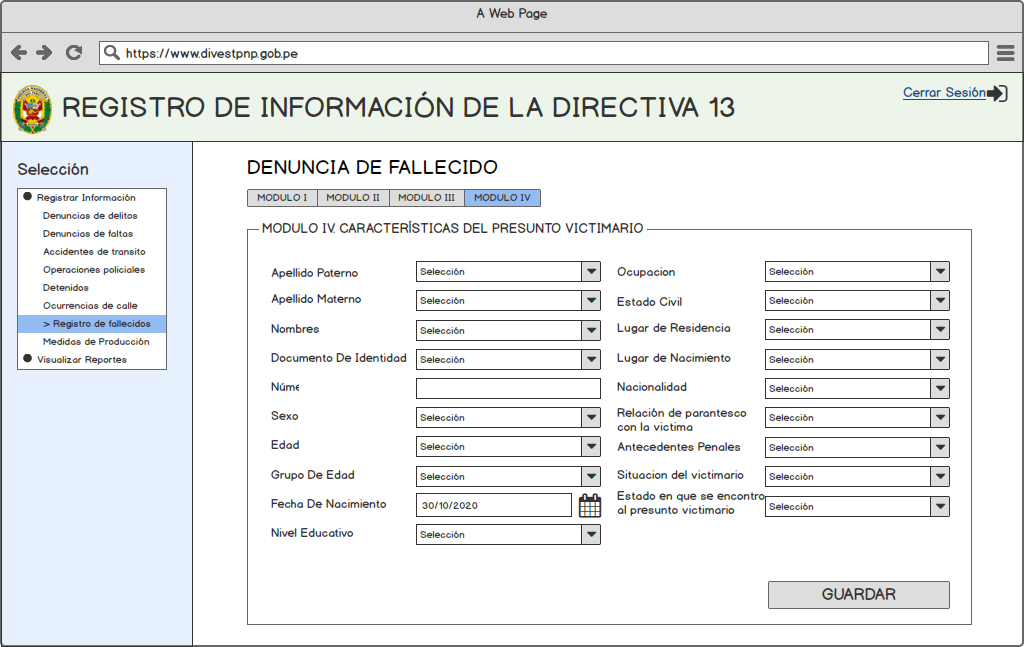 A Web Page
https://www.divestpnp.gob.pe
REGISTRO DE INFORMACIÓN DE LA DIRECTIVA 13
Cerrar Sesión
Selección
Registrar Información
Denuncias de delitos
Denuncias de faltas
Accidentes de transito
Operaciones policiales
Detenidos
Ocurrencias de calle
> Registro de fallecidos
Medidas de Producción
Visualizar Reportes
DENUNCIA DE FALLECIDO
MODULO I MODULO II MODULO III MODULO IV
MODULO IV. CARACTERÍSTICAS DEL PRESUNTO VICTIMARIO
Apellido Paterno Selección
Apellido Materno Selección
Nombres Selección
Documento De Identidad Selección
Núme
Sexo Selección
Edad Selección
Grupo De Edad Selección
Fecha De Nacimiento 30/10/2020
Nivel Educativo Selección
Ocupacion Selección
Estado Civil Selección
Lugar de Residencia Selección
Lugar de Nacimiento Selección
Nacionalidad Selección
Relación de parantesco
con la victima Selección
Antecedentes Penales Selección
Situacion del victimario Selección
Estado en que se encontro
al presunto victimario Selección
GUARDAR